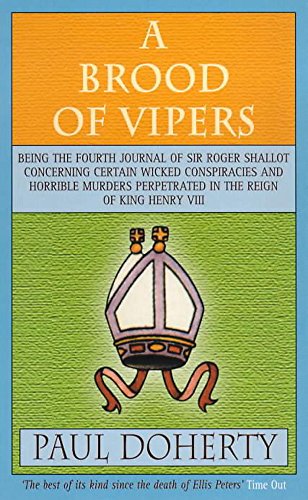 A
BROOD
OF VIPERS
BEING THE FOURTH JOURNAL OF SIR ROGER SHALLOT
CONCERNING CERTAIN WICKED CONSPIRACIES AND
HORRIBLE MURDERS PERPETRATED IN THE REIGN
OF KING HENRY VIII
PAUL DOHERTY
'The best of its kind since the death of Ellis Peters' Time Out